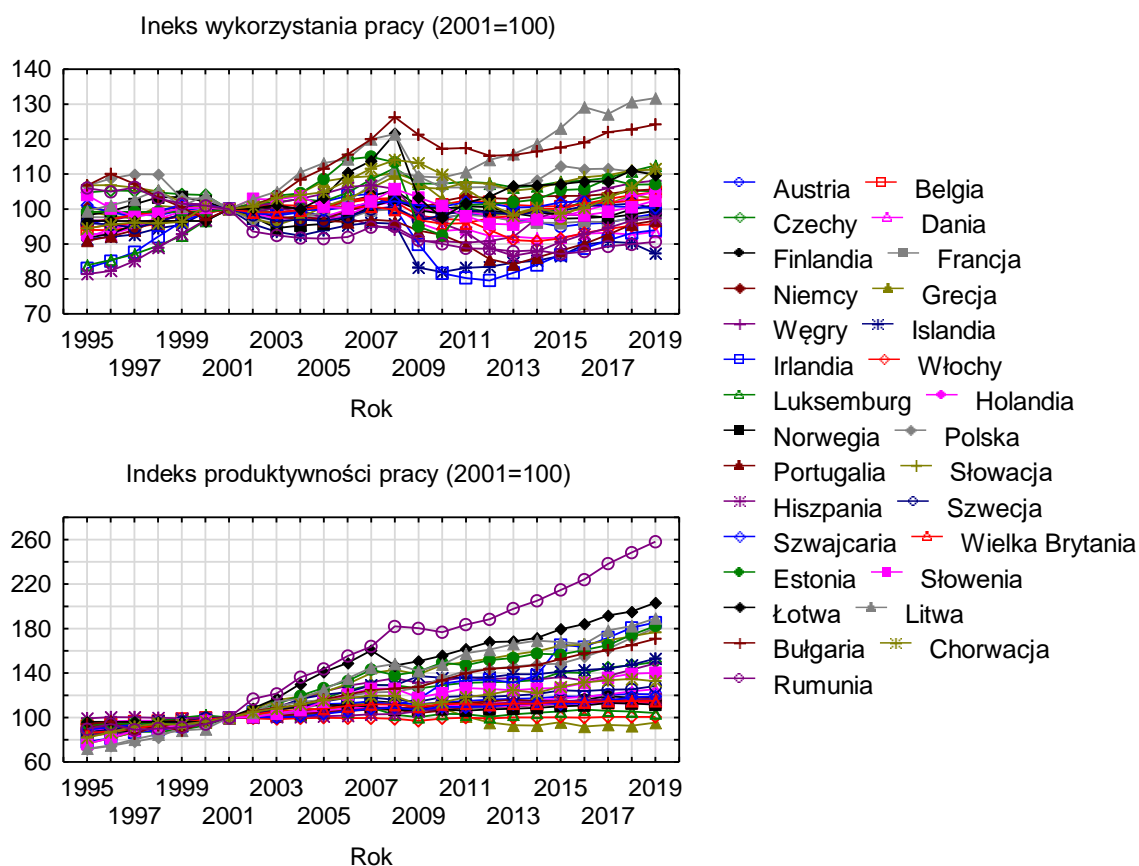 Ineks wykorzystania pracy (2001=100)
140
130
120
110
100
90
80
70
1995 1999 2003 2007 2011 2015 2019
1997 2001 2005 2009 2013 2017
Rok
Indeks produktywności pracy (2001=100)
260
220
180
140
100
60
1995 1999 2003 2007 2011 2015 2019
1997 2001 2005 2009 2013 2017
Rok
Austria Belgia
Czechy Dania
Finlandia Francja
Niemcy Grecja
Węgry Islandia
Irlandia Włochy
Luksemburg Holandia
Norwegia Polska
Portugalia Słowacja
Hiszpania Szwecja
Szwajcaria Wielka Brytania
Estonia Słowenia
Łotwa Litwa
Bułgaria Chorwacja
Rumunia